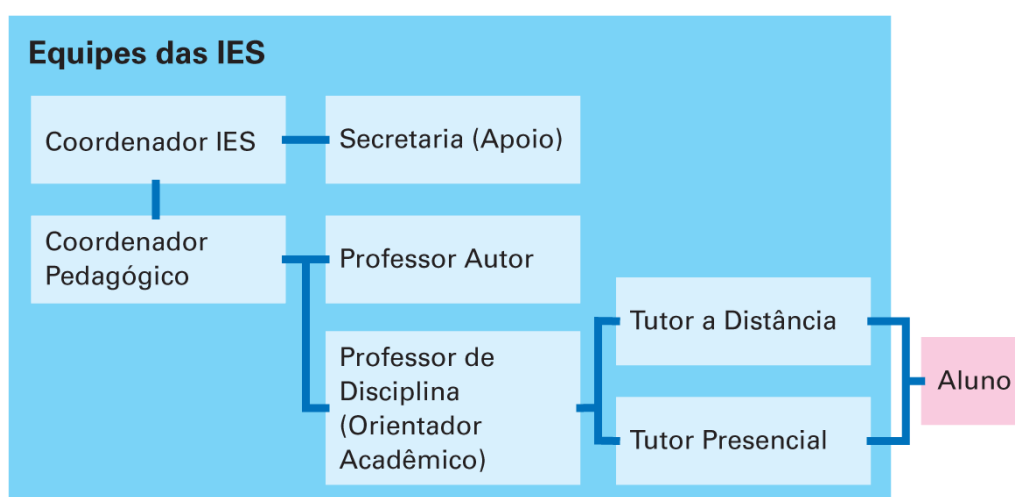 Equipes das IES
Coordenador IES
Secretaria (Apoio)
Coordenador
Pedagógico
Professor Autor
Professor de
Disciplina
(Orientador
Acadêmico)
Tutor a Distância
Tutor Presencial
Aluno